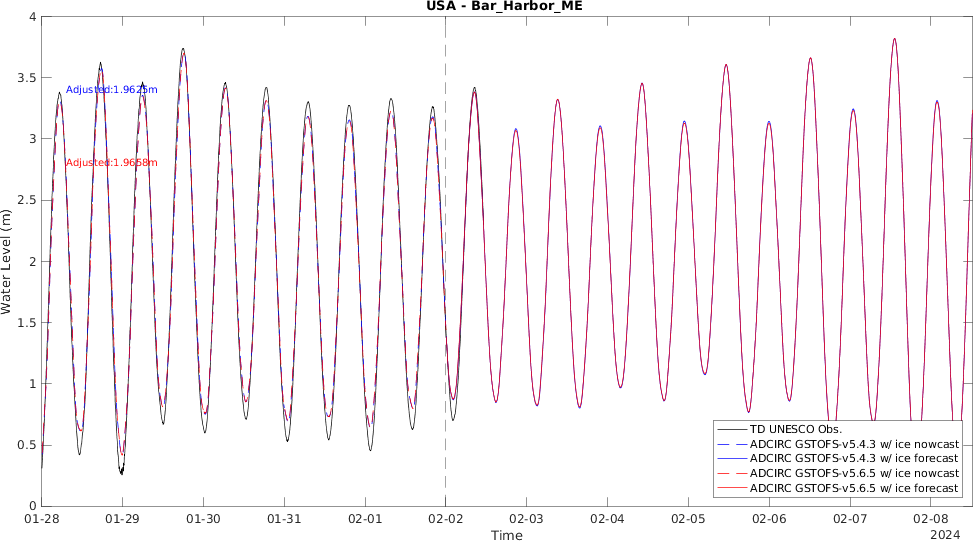 USA - Bar_Harbor_ME
4
3.5
3
2.5
2
1.5
1
0.5
0
Water Level (m)
Adjusted:1.9625m
Adjusted:1.9658m
TD UNESCO Obs.
ADCIRC GSTOFS-v5.4.3 w/ ice nowcast
ADCIRC GSTOFS-v5.4.3 w/ ice forecast
ADCIRC GSTOFS-v5.6.5 w/ ice nowcast
ADCIRC GSTOFS-v5.6.5 w/ ice forecast
01-28 01-29 01-30 01-31 02-01 02-02 02-03 02-04 02-05 02-06 02-07 02-08
Time
2024